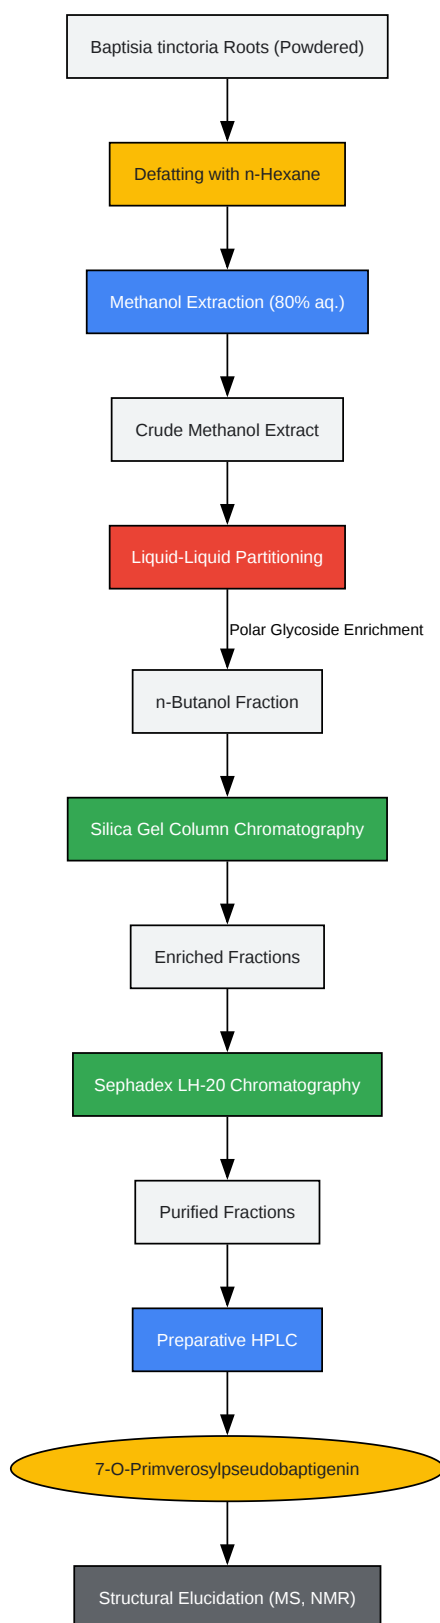 Baptisia tinctoria Roots (Powdered)
Defatting with n-Hexane
Methanol Extraction (80% aq.)
Crude Methanol Extract
Liquid-Liquid Partitioning
Polar Glycoside Enrichment
n-Butanol Fraction
Silica Gel Column Chromatography
Enriched Fractions
Sephadex LH-20 Chromatography
Purified Fractions
Preparative HPLC
7-O-Primverosylpseudobaptigenin
Structural Elucidation (MS, NMR)